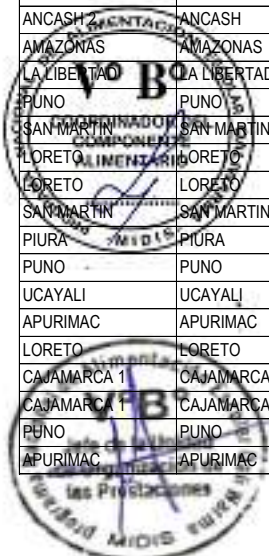 ANCASH 2 ANCASH
AMAZONAS AMAZONAS
LA LIBERTAD LA LIBERTAD
PUNO PUNO
SAN MARTIN SAN MARTIN
LORETO LORETO
LORETO LORETO
SAN MARTIN SAN MARTIN
PIURA PIURA
PUNO PUNO
UCAYALI UCAYALI
APURIMAC APURIMAC
LORETO LORETO
CAJAMARCA 1 CAJAMARCA
CAJAMARCA 1 CAJAMARCA
PUNO PUNO
APURIMAC APURIMAC
V° B°
COORDINADOR
COMPONENTE
ALIMENTARIO
MIDIS
V° B°
las Prestaciones
MIDIS